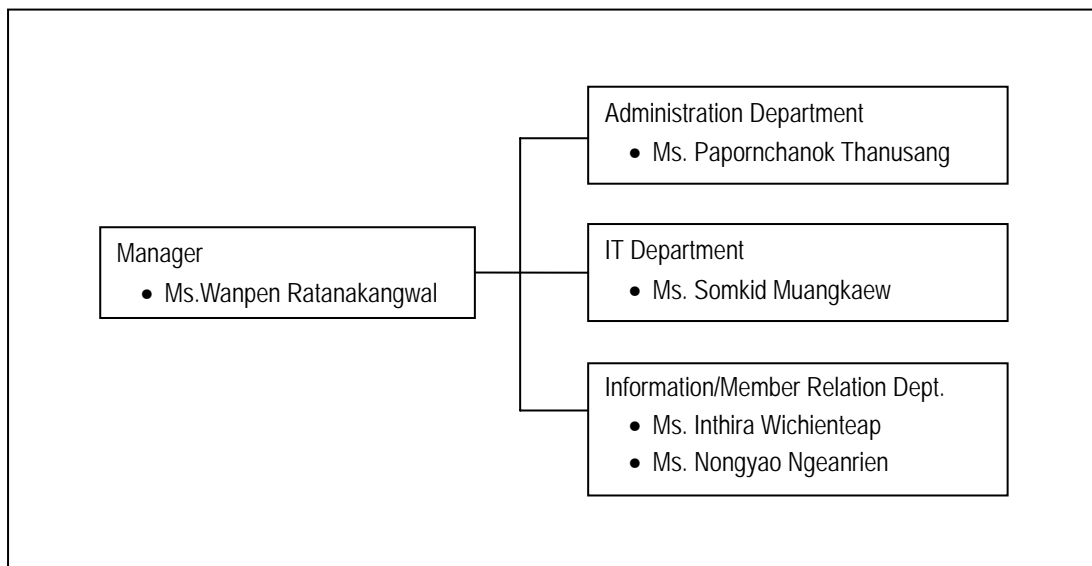 Administration Department
• Ms. Papornchanok Thanusang
Manager
• Ms.Wanpen Ratanakangwal
IT Department
• Ms. Somkid Muangkaew
Information/Member Relation Dept.
• Ms. Inthira Wichienteap
• Ms. Nongyao Ngeanrien